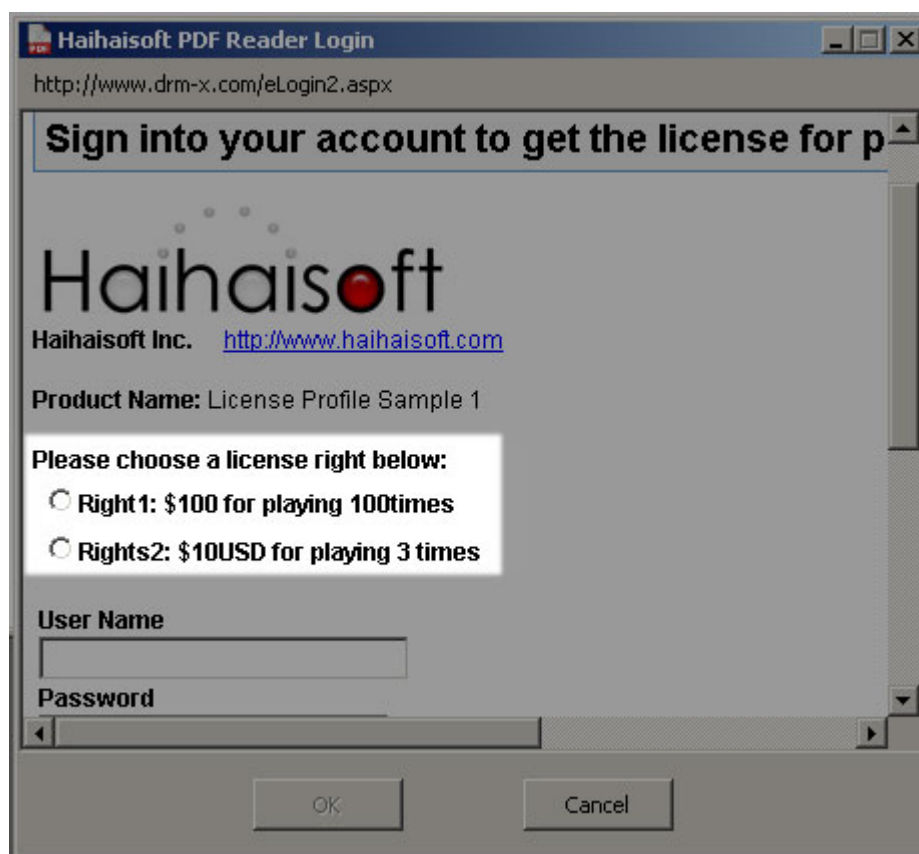 Haihaisoft PDF Reader Login
http://www.drm-x.com/eLogin2.aspx
Sign into your account to get the license for p
Haihaisoft
Haihaisoft Inc. http://www.haihaisoft.com
Product Name: License Profile Sample 1
Please choose a license right below:
Right1: $100 for playing 100times
Rights2: $10USD for playing 3 times
User Name
Password
OK Cancel